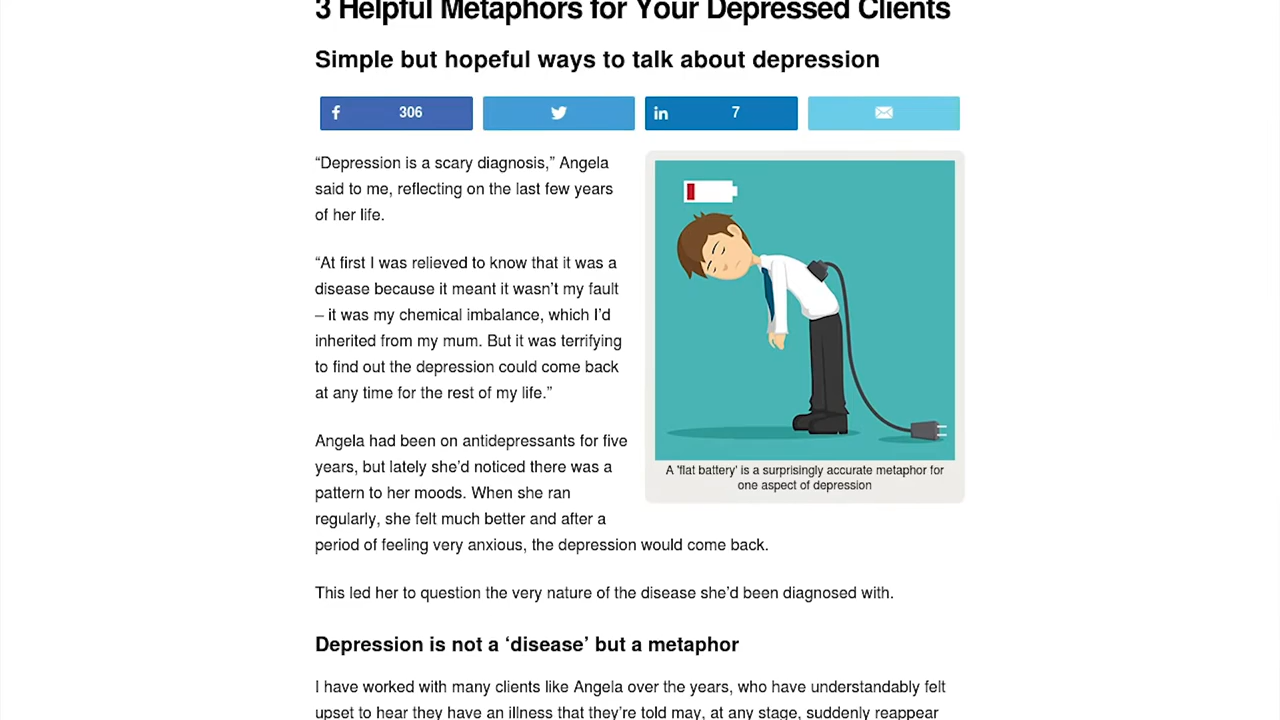 3 Helpful Metaphors for Your Depressed Clients
Simple but hopeful ways to talk about depression
306
7
“Depression is a scary diagnosis,” Angela
said to me, reflecting on the last few years
of her life.
“At first I was relieved to know that it was a
disease because it meant it wasn’t my fault
– it was my chemical imbalance, which I’d
inherited from my mum. But it was terrifying
to find out the depression could come back
at any time for the rest of my life.”
Angela had been on antidepressants for five
years, but lately she’d noticed there was a
pattern to her moods. When she ran
regularly, she felt much better and after a
period of feeling very anxious, the depression would come back.
A 'flat battery' is a surprisingly accurate metaphor for
one aspect of depression
This led her to question the very nature of the disease she’d been diagnosed with.
Depression is not a ‘disease’ but a metaphor
I have worked with many clients like Angela over the years, who have understandably felt
upset to hear they have an illness that they’re told may, at any stage, suddenly reappear